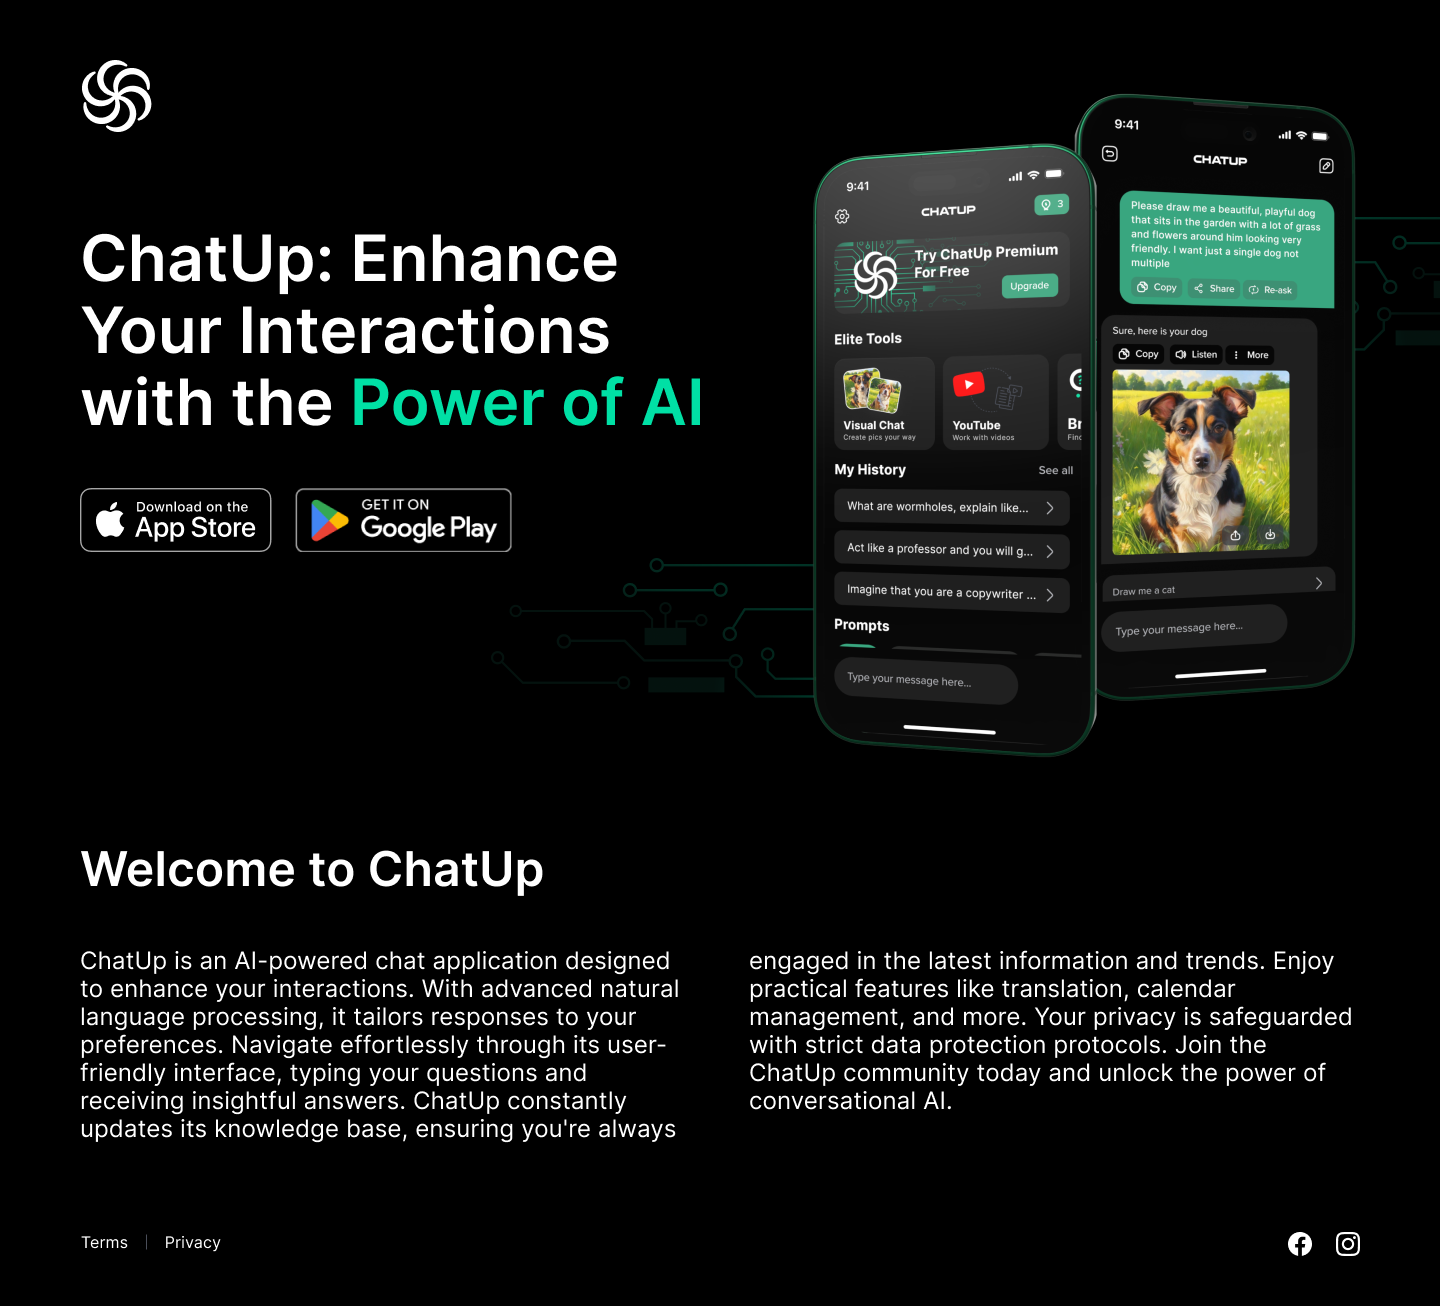 ChatUp: Enhance
Your Interactions
with the Power of AI
Download on the
App Store
GET IT ON
Google Play
9:41
CHATUP
3
Try ChatUp Premium
For Free
Upgrade
Elite Tools
Visual Chat
Create pics your way
YouTube
Work with videos
Br
Finc
My History
See all
What are wormholes, explain like...
Act like a professor and you will g...
Imagine that you are a copywriter ...
Prompts
Type your message here...
9:41
CHATUP
Please draw me a beautiful, playful dog
that sits in the garden with a lot of grass
and flowers around him looking very
friendly. I want just a single dog not
multiple
Copy
Share
Re-ask
Sure, here is your dog
Copy
Listen
More
Draw me a cat
Type your message here...
Welcome to ChatUp
ChatUp is an AI-powered chat application designed
to enhance your interactions. With advanced natural
language processing, it tailors responses to your
preferences. Navigate effortlessly through its user-
friendly interface, typing your questions and
receiving insightful answers. ChatUp constantly
updates its knowledge base, ensuring you're always
engaged in the latest information and trends. Enjoy
practical features like translation, calendar
management, and more. Your privacy is safeguarded
with strict data protection protocols. Join the
ChatUp community today and unlock the power of
conversational AI.
Terms
Privacy